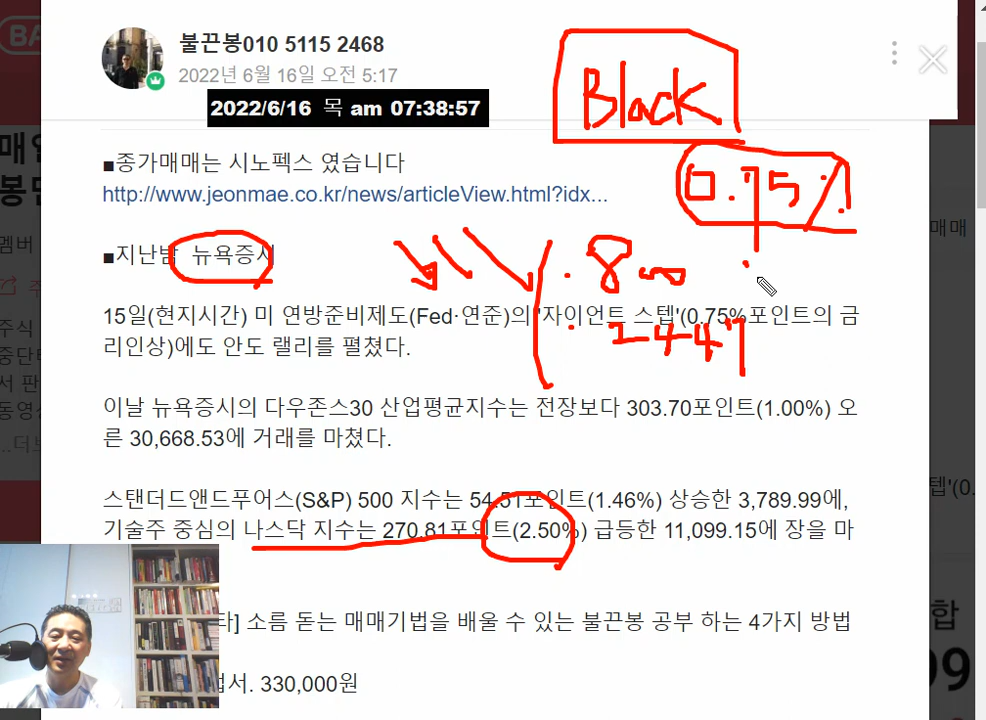 불끈봉010 5115 2468
2022년 6월 16일 오전 5:17
2022/6/16 목 am 07:38:57
Black
■종가매매는 시노펙스 였습니다
http://www.jeonmae.co.kr/news/articleView.html?idx...
0.75%
■지난밤 뉴욕증시
800
15일(현지시간) 미 연방준비제도(Fed·연준)의 '자이언트 스텝'(0.75%포인트의 금
리인상)에도 안도 랠리를 펼쳤다.
2447
이날 뉴욕증시의 다우존스30 산업평균지수는 전장보다 303.70포인트(1.00%) 오
른 30,668.53에 거래를 마쳤다.
스탠더드앤드푸어스(S&P) 500 지수는 54.51포인트(1.46%) 상승한 3,789.99에,
기술주 중심의 나스닥 지수는 270.81포인트(2.50%) 급등한 11,099.15에 장을 마
] 소름 돋는 매매기법을 배울 수 있는 불끈봉 공부 하는 4가지 방법
법서. 330,000원
매매
합